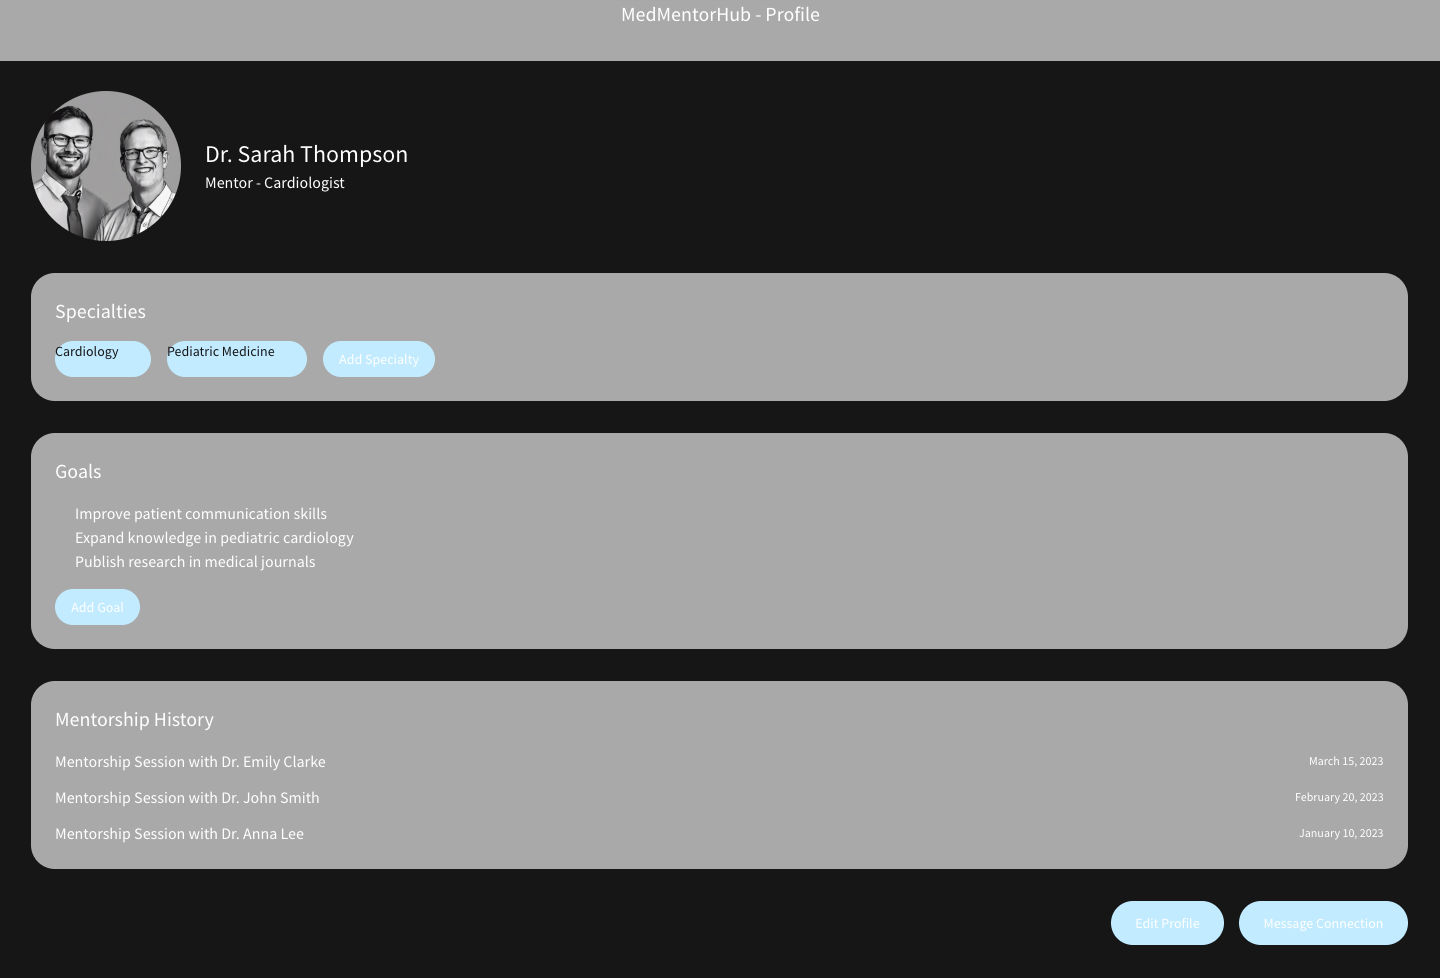 MedMentorHub - Profile
Dr. Sarah Thompson
Mentor - Cardiologist
Specialties
Cardiology
Pediatric Medicine
Add Specialty
Goals
Improve patient communication skills
Expand knowledge in pediatric cardiology
Publish research in medical journals
Add Goal
Mentorship History
Mentorship Session with Dr. Emily Clarke
March 15, 2023
Mentorship Session with Dr. John Smith
February 20, 2023
Mentorship Session with Dr. Anna Lee
January 10, 2023
Edit Profile
Message Connection